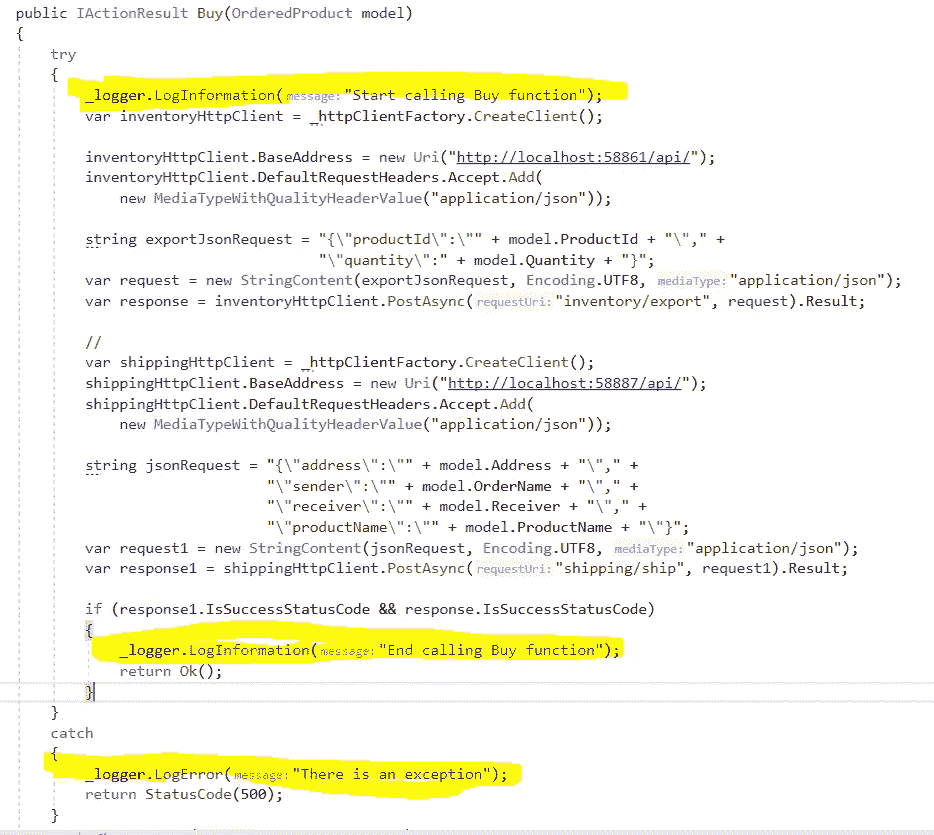 public IActionResult Buy(OrderedProduct model)
{
try
{
_logger.LogInformation(message:"Start calling Buy function");
var inventoryHttpClient = _httpClientFactory.CreateClient();
inventoryHttpClient.BaseAddress = new Uri("http://localhost:58861/api/");
inventoryHttpClient.DefaultRequestHeaders.Accept.Add(
new MediaTypeWithQualityHeaderValue("application/json"));
string exportJsonRequest = "{\"productId\":\"" + model.ProductId + "\"," +
"\"quantity\":" + model.Quantity + "}";
var request = new StringContent(exportJsonRequest, Encoding.UTF8, mediaType:"application/json");
var response = inventoryHttpClient.PostAsync(requestUri:"inventory/export", request).Result;
//
var shippingHttpClient = _httpClientFactory.CreateClient();
shippingHttpClient.BaseAddress = new Uri("http://localhost:58887/api/");
shippingHttpClient.DefaultRequestHeaders.Accept.Add(
new MediaTypeWithQualityHeaderValue("application/json"));
string jsonRequest = "{\"address\":\"" + model.Address + "\"," +
"\"sender\":\"" + model.OrderName + "\"," +
"\"receiver\":\"" + model.Receiver + "\"," +
"\"productName\":\"" + model.ProductName + "\"}";
var request1 = new StringContent(jsonRequest, Encoding.UTF8, mediaType:"application/json");
var response1 = shippingHttpClient.PostAsync(requestUri:"shipping/ship", request1).Result;
if (response1.IsSuccessStatusCode && response.IsSuccessStatusCode)
{
_logger.LogInformation(message:"End calling Buy function");
return Ok();
}
}
catch
{
_logger.LogError(message:"There is an exception");
return StatusCode(500);
}